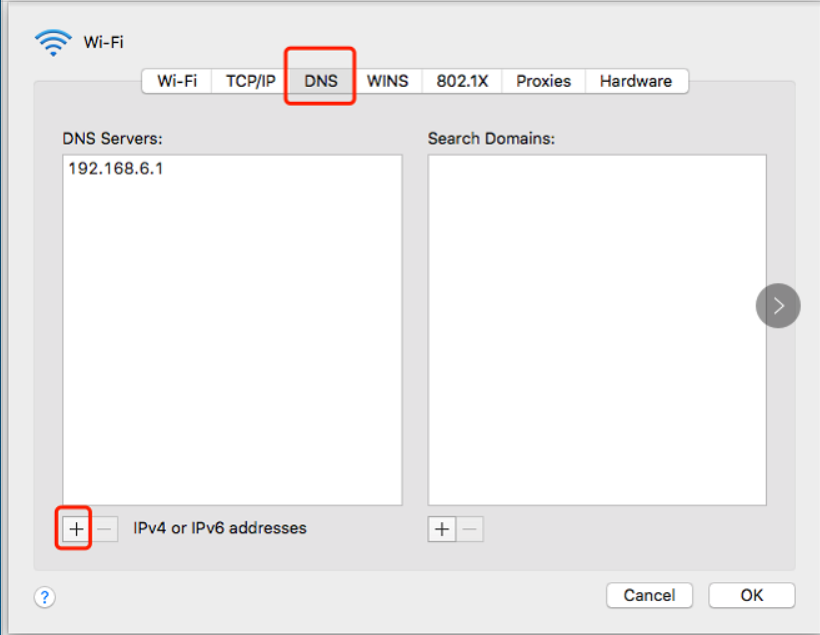 Wi-Fi
Wi-Fi TCP/IP DNS WINS 802.1X Proxies Hardware
DNS Servers: Search Domains:
192.168.6.1
+ − IPv4 or IPv6 addresses + −
? Cancel OK